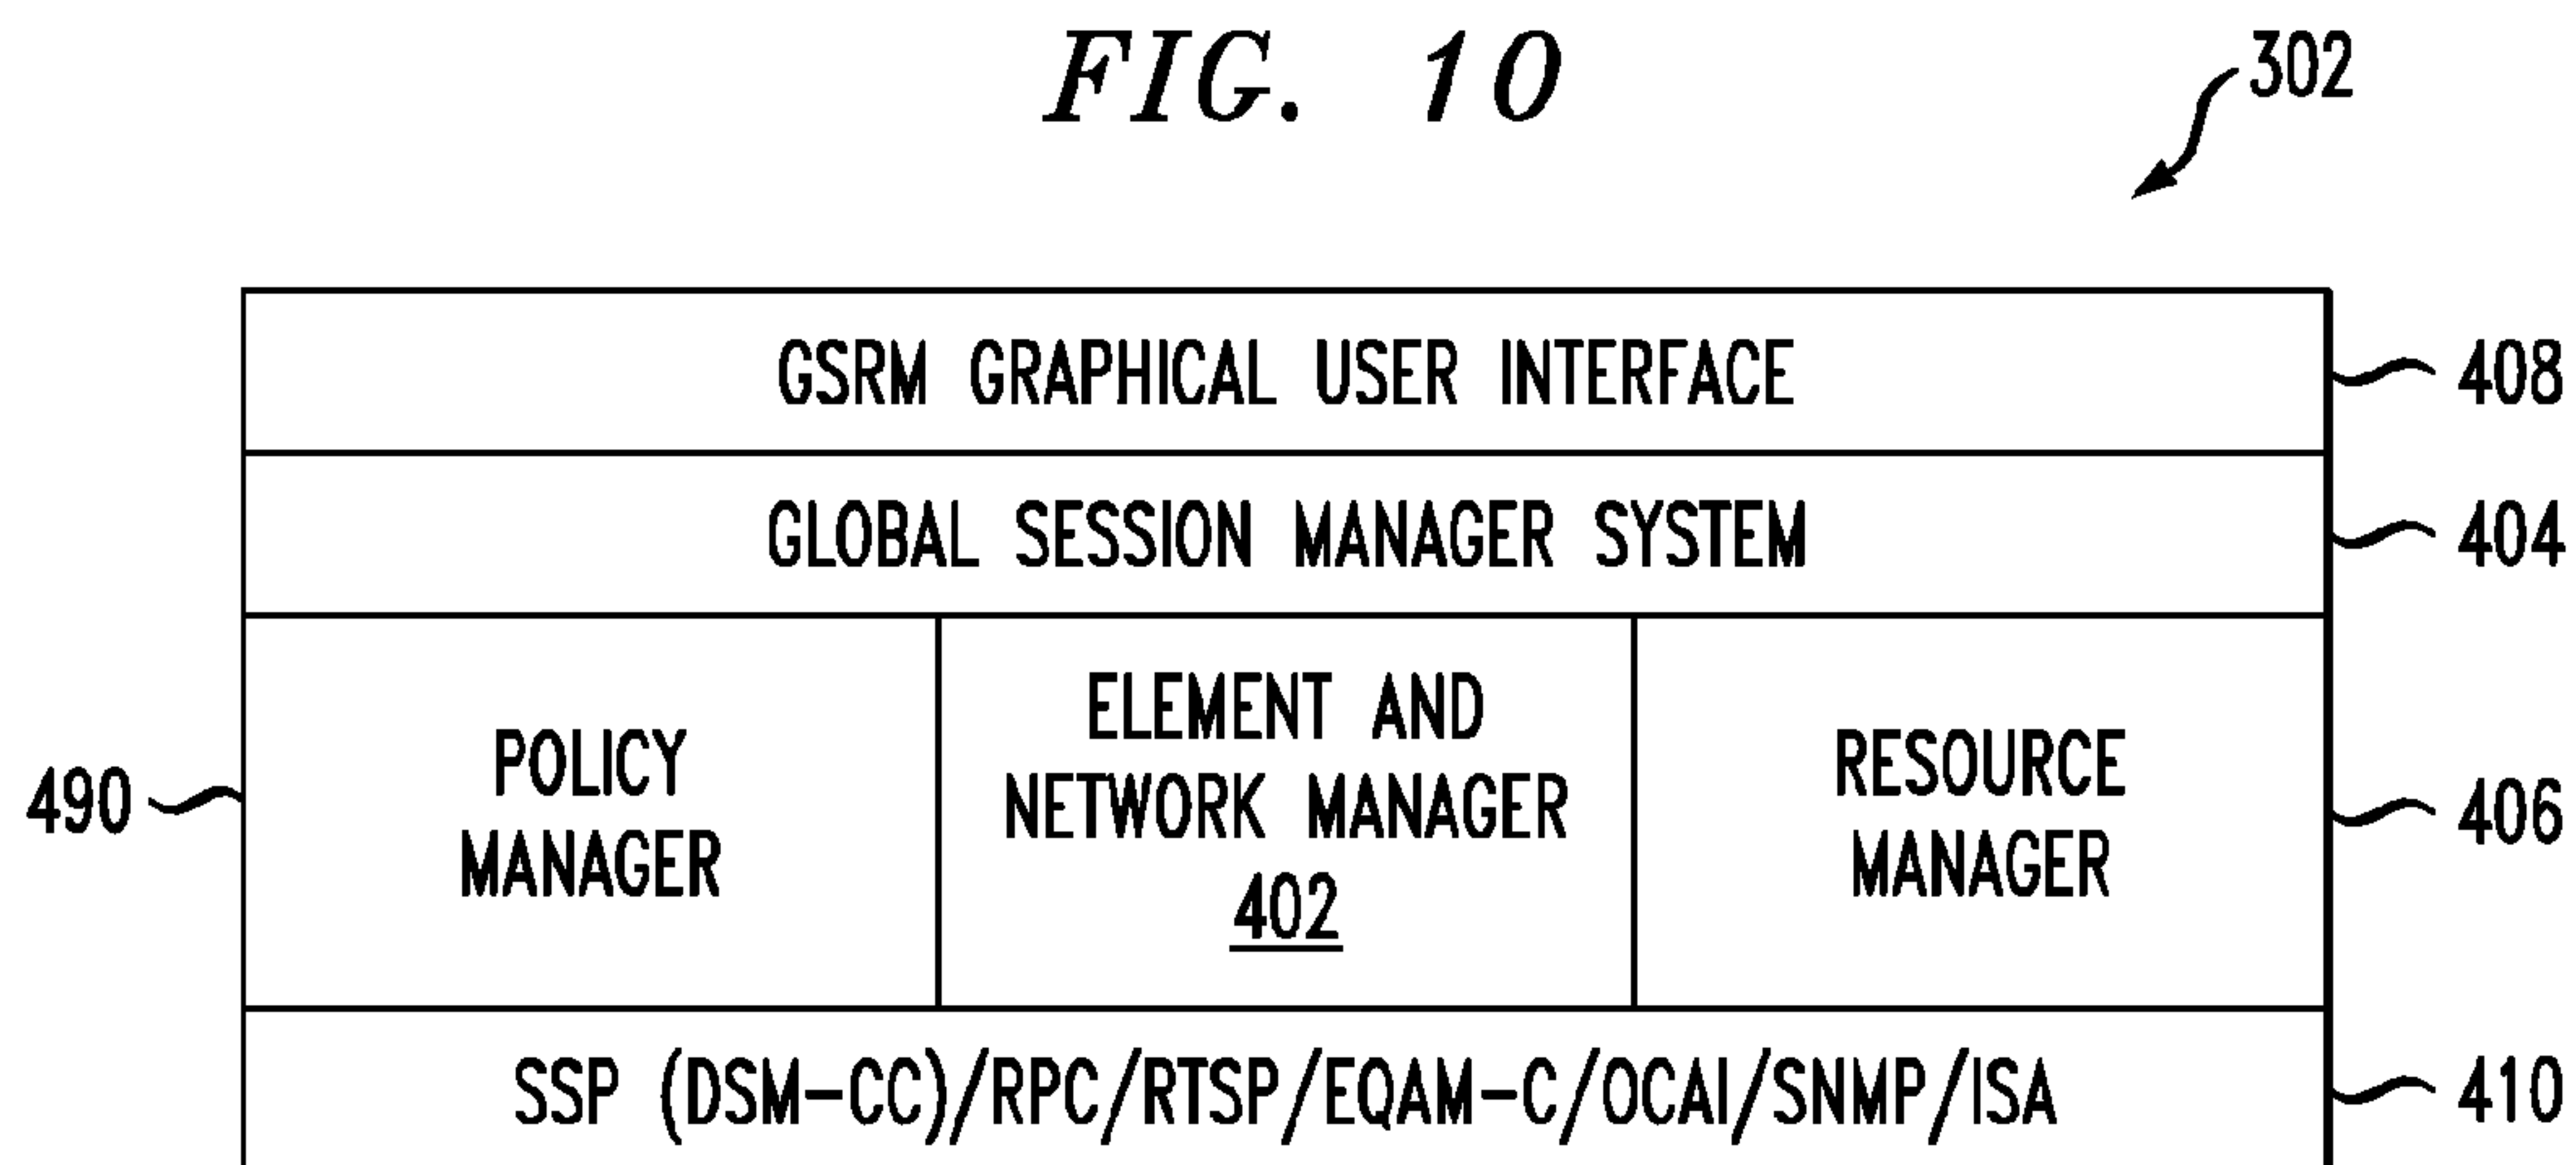 FIG. 10
302
GSRM GRAPHICAL USER INTERFACE
408
GLOBAL SESSION MANAGER SYSTEM
404
490
POLICY
MANAGER
ELEMENT AND
NETWORK MANAGER
402
RESOURCE
MANAGER
406
SSP (DSM-CC)/RPC/RTSP/EQAM-C/OCAI/SNMP/ISA
410